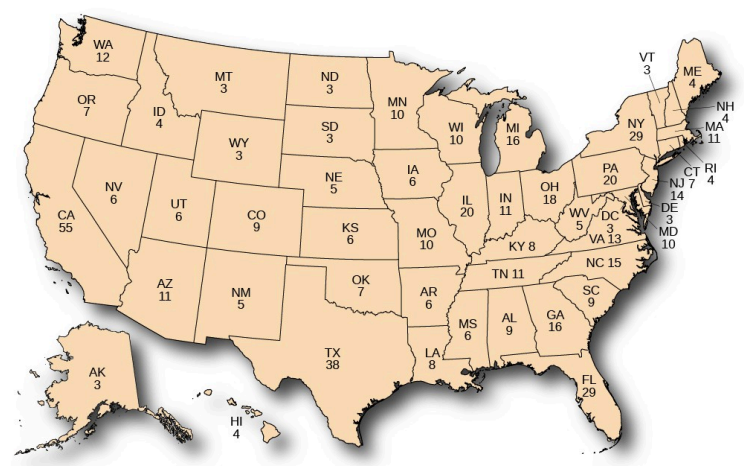 WA
12
OR
7
CA
55
ID
4
NV
6
MT
3
WY
3
UT
6
CO
9
AZ
11
NM
5
ND
3
SD
3
NE
5
KS
6
OK
7
TX
38
MN
10
IA
6
MO
10
AR
6
LA
8
WI
10
IL
20
MI
16
IN
11
OH
18
KY 8
TN 11
MS
6
AL
9
GA
16
FL
29
SC
9
NC 15
VA 13
WV
5
DC
3
PA
20
NY
29
VT
3
ME
4
NH
4
MA
11
RI
4
CT 7
NJ
14
DE
3
MD
10
AK
3
HI
4